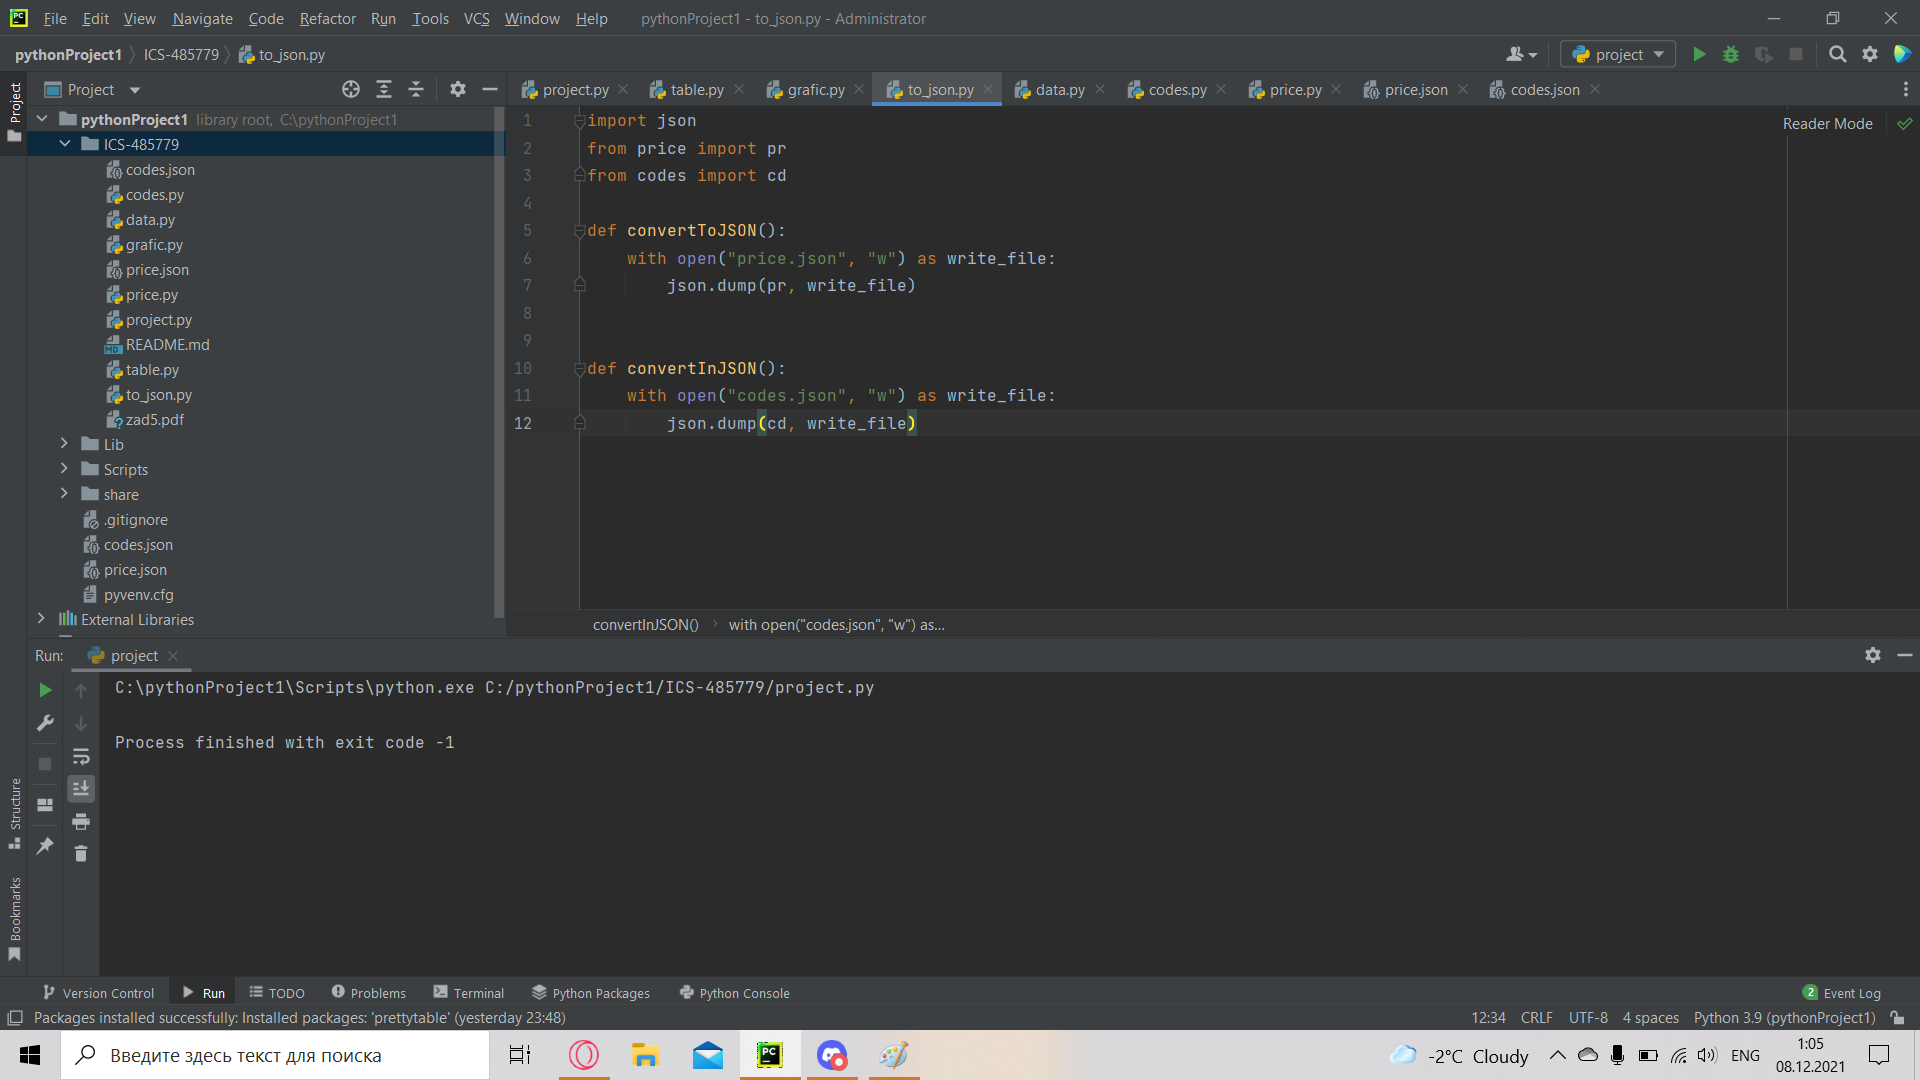 File Edit View Navigate Code Refactor Run Tools VCS Window Help pythonProject1 - to_json.py - Administrator
pythonProject1 ICS-485779 to_json.py
project
Project
Project
project.py table.py grafic.py to_json.py data.py codes.py price.py price.json codes.json
pythonProject1 library root, C:\pythonProject1
ICS-485779
codes.json
codes.py
data.py
grafic.py
price.json
price.py
project.py
README.md
table.py
to_json.py
zad5.pdf
Lib
Scripts
share
.gitignore
codes.json
price.json
pyvenv.cfg
External Libraries
Reader Mode
1 import json
2 from price import pr
3 from codes import cd
4
5 def convertToJSON():
6 with open("price.json", "w") as write_file:
7 json.dump(pr, write_file)
8
9
10 def convertInJSON():
11 with open("codes.json", "w") as write_file:
12 json.dump(cd, write_file)
convertInJSON() with open("codes.json", "w") as...
Run: project
C:\pythonProject1\Scripts\python.exe C:/pythonProject1/ICS-485779/project.py
Process finished with exit code -1
Structure
Bookmarks
Version Control Run TODO Problems Terminal Python Packages Python Console 2 Event Log
Packages installed successfully: Installed packages: 'prettytable' (yesterday 23:48) 12:34 CRLF UTF-8 4 spaces Python 3.9 (pythonProject1)
Введите здесь текст для поиска
-2°C Cloudy ENG
1:05
08.12.2021